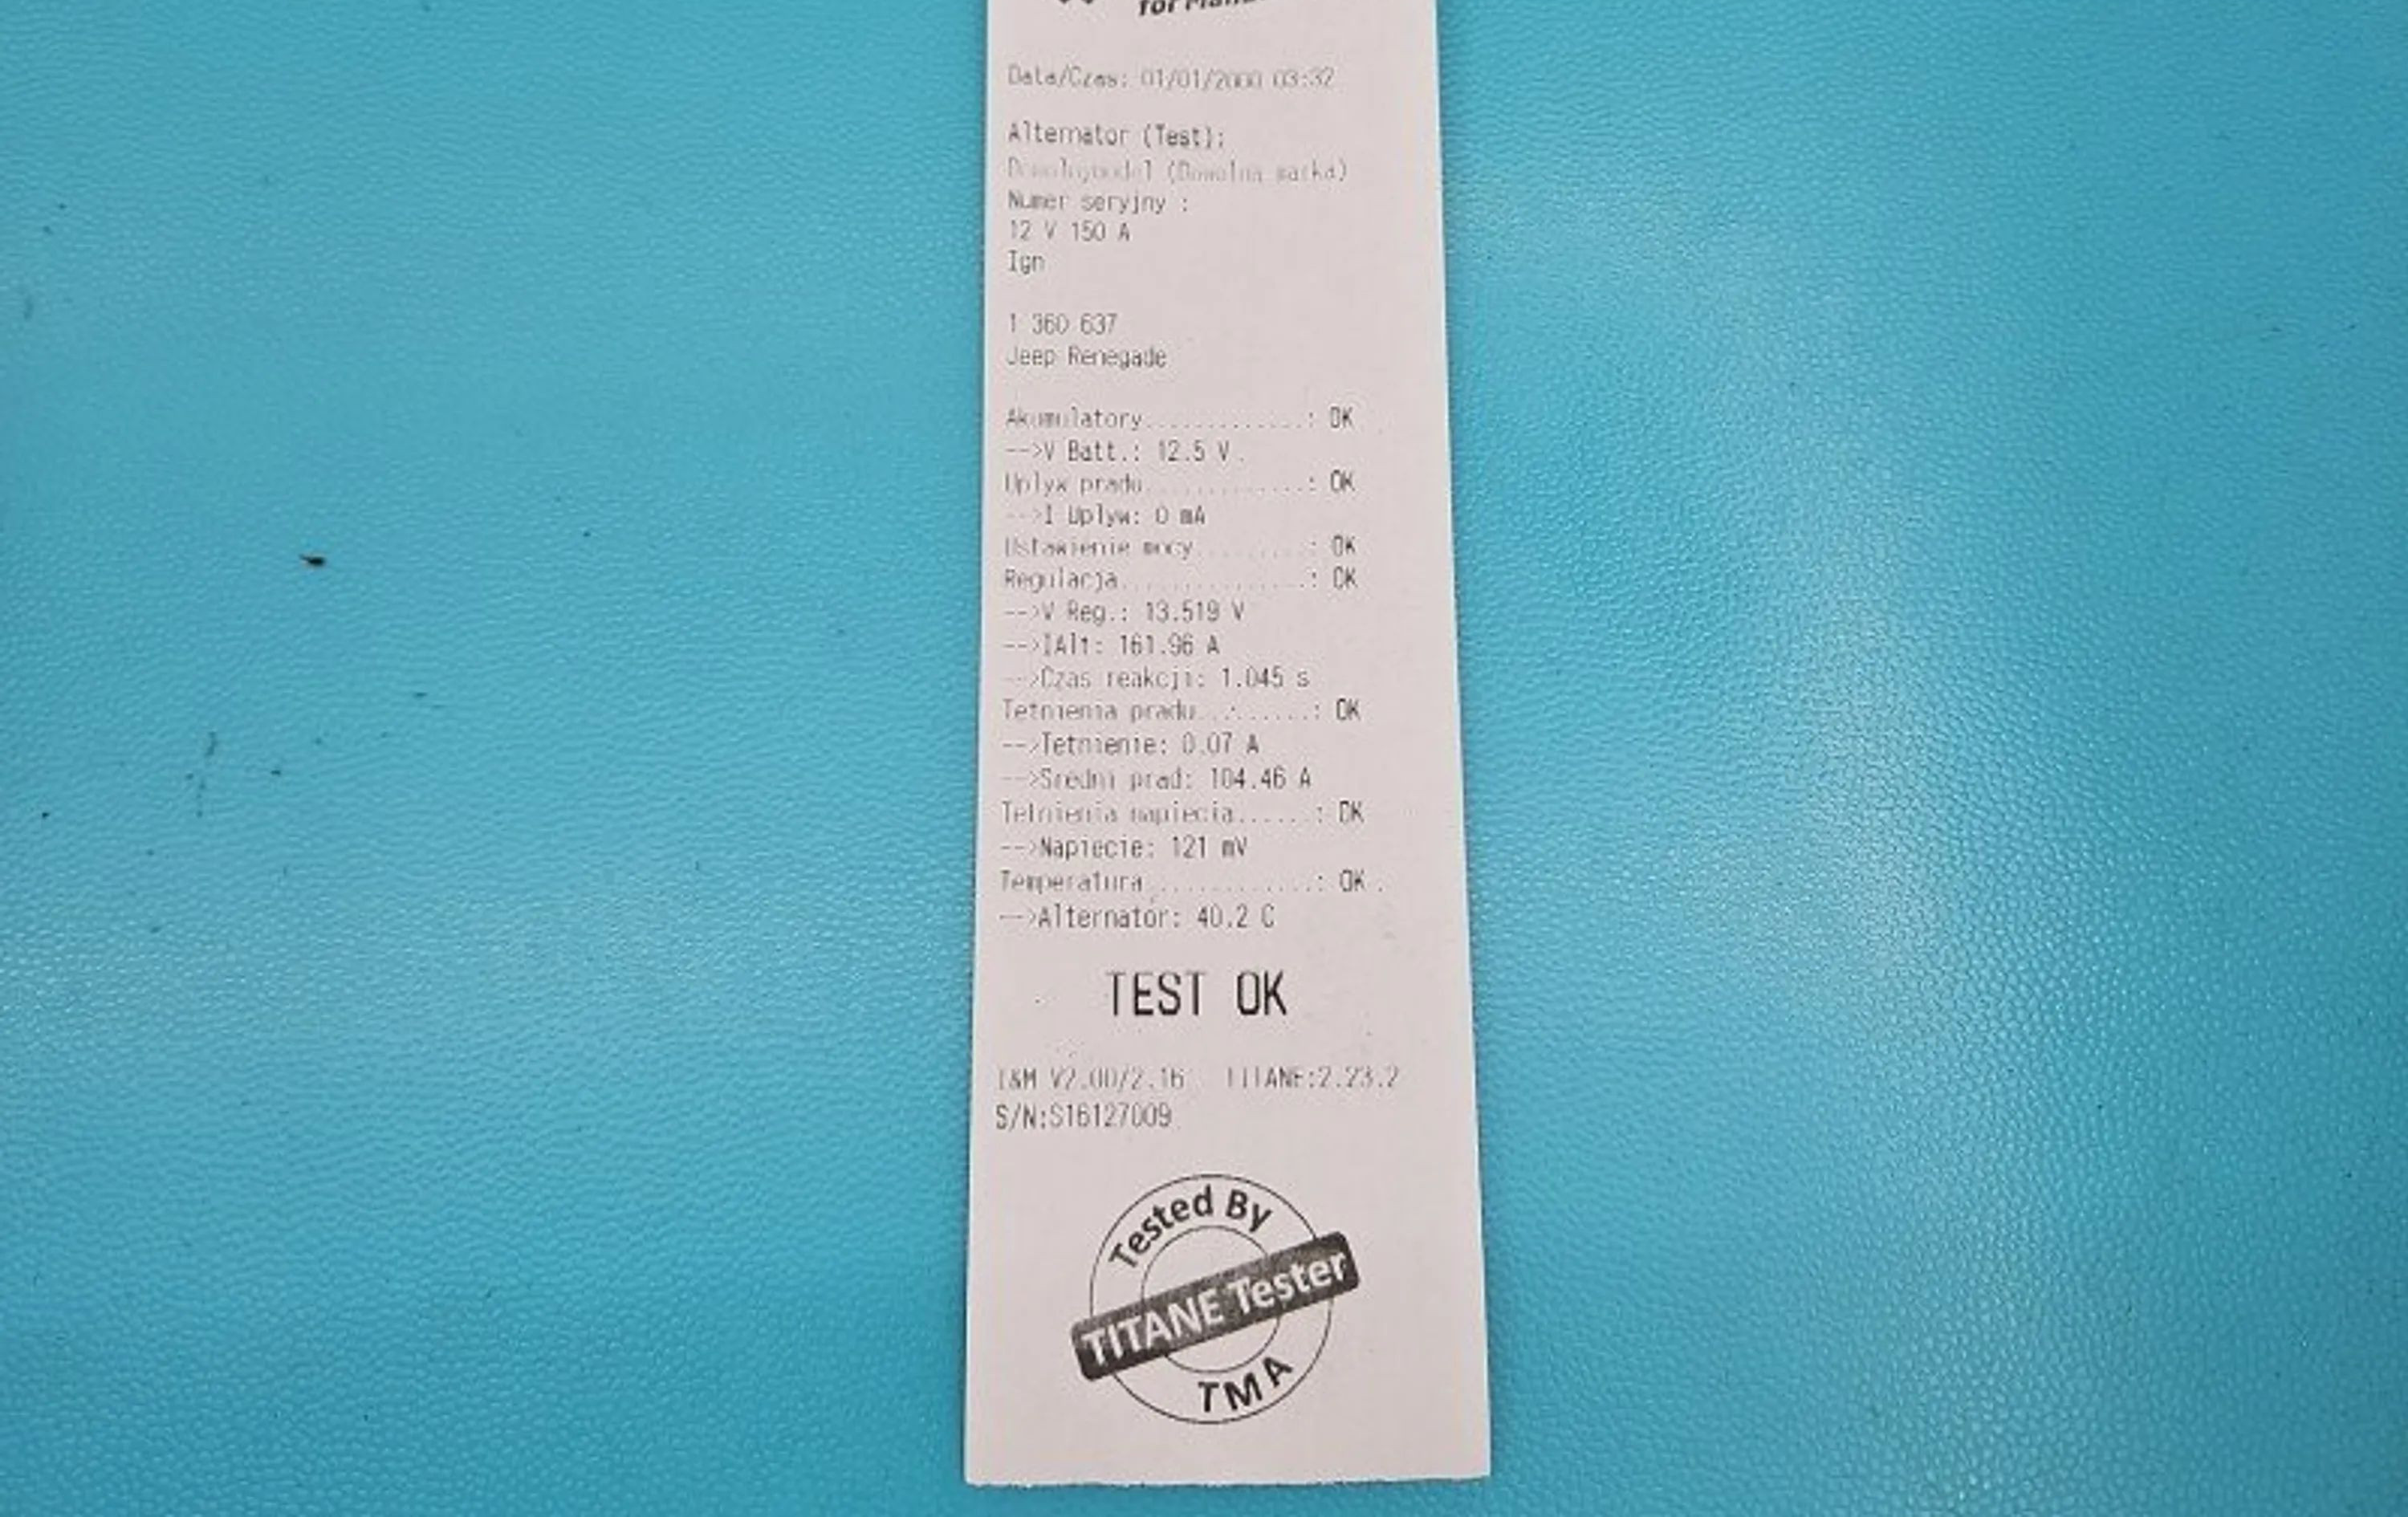 for
Data/Czas: 01/01/2000 03:32
Alternator (Test):
Dowolnymodel (Dowolna marka)
Numer seryjny :
12 V 150 A
Ign
1 360 637
Jeep Renegade
Akumulatory.............: OK
-->V Batt.: 12.5 V
Uplyw pradu.............: OK
-->I Uplyw: 0 mA
Ustawienie mocy.........: OK
Regulacja...............: OK
-->V Reg.: 13.519 V
-->IAlt: 161.96 A
-->Czas reakcji: 1.045 s
Tetnienia pradu.........: OK
-->Tetnienie: 0.07 A
-->Sredni prad: 104.46 A
Tetnienia napiecia......: OK
-->Napiecie: 121 mV
Temperatura.............: OK
-->Alternator: 40.2 C
TEST OK
I&M V2.00/2.16 TITANE:2.23.2
S/N:S16127009
Tested By
TITANE Tester
TMA